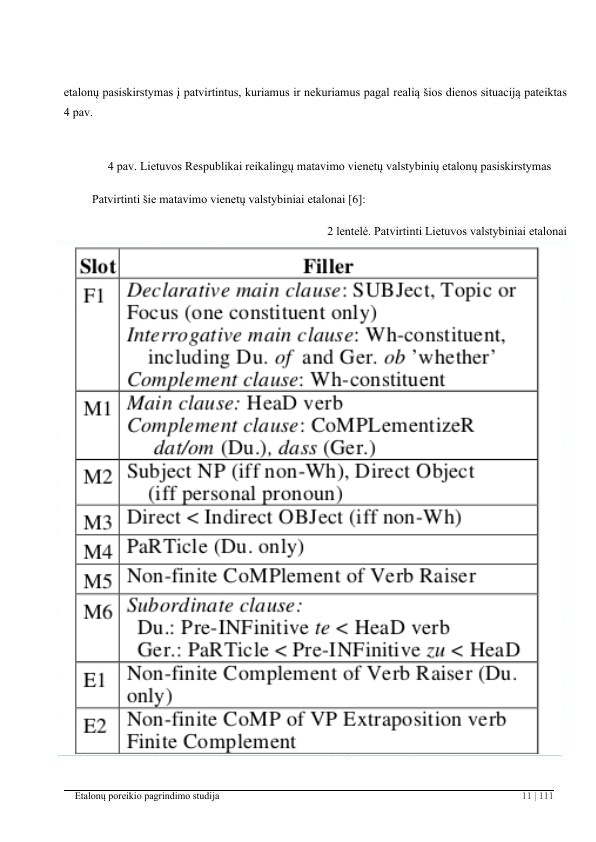 etalonų pasiskirstymas į patvirtintus, kuriamus ir nekuriamus pagal realią šios dienos situaciją pateiktas
4 pav.
4 pav. Lietuvos Respublikai reikalingų matavimo vienetų valstybinių etalonų pasiskirstymas
Patvirtinti šie matavimo vienetų valstybiniai etalonai [6]:
2 lentelė. Patvirtinti Lietuvos valstybiniai etalonai
Slot Filler
F1 Declarative main clause: SUBJect, Topic or
Focus (one constituent only)
Interrogative main clause: Wh-constituent,
including Du. of and Ger. ob ’whether’
Complement clause: Wh-constituent
M1 Main clause: HeaD verb
Complement clause: CoMPLementizeR
dat/om (Du.), dass (Ger.)
M2 Subject NP (iff non-Wh), Direct Object
(iff personal pronoun)
M3 Direct < Indirect OBJect (iff non-Wh)
M4 PaRTicle (Du. only)
M5 Non-finite CoMPlement of Verb Raiser
M6 Subordinate clause:
Du.: Pre-INFinitive te < HeaD verb
Ger.: PaRTicle < Pre-INFinitive zu < HeaD
E1 Non-finite Complement of Verb Raiser (Du.
only)
E2 Non-finite CoMP of VP Extraposition verb
Finite Complement
Etalonų poreikio pagrindimo studija 11 | 111